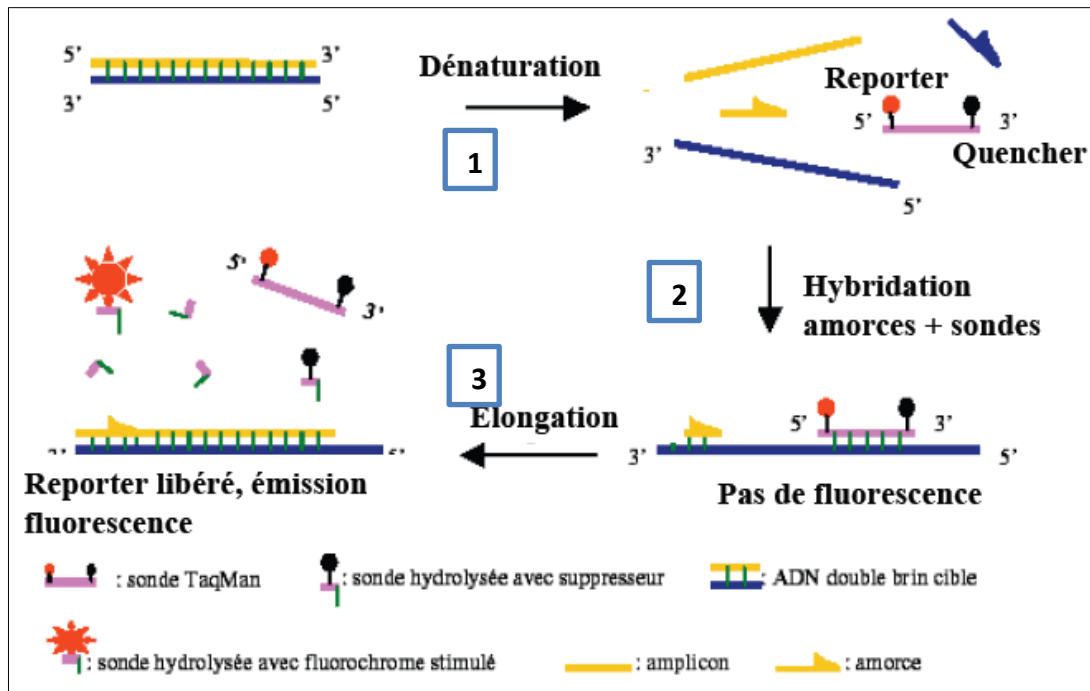 5’ 3’
3’ 5’
Dénaturation
1
Reporter
5’ 3’
Quencher
3’
5’
2
Hybridation
amorces + sondes
5’
3’
3
Elongation
5’ 3’
3’ 5’
Pas de fluorescence
Reporter libéré, émission
fluorescence
: sonde TaqMan
: sonde hydrolysée avec suppresseur
: ADN double brin cible
: sonde hydrolysée avec fluorochrome stimulé
: amplicon
: amorce